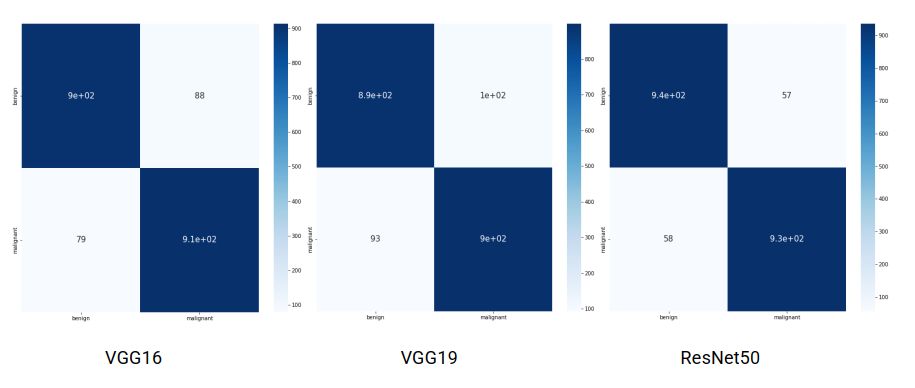 900
9e+02
88
benign
800
700
600
500
400
79
9.1e+02
malignant
300
200
100
benign
malignant
VGG16
8.9e+02
1e+02
benign
800
700
600
500
400
93
9e+02
malignant
300
200
100
benign
malignant
VGG19
900
9.4e+02
57
benign
800
700
600
500
400
58
9.3e+02
malignant
300
200
100
benign
malignant
ResNet50